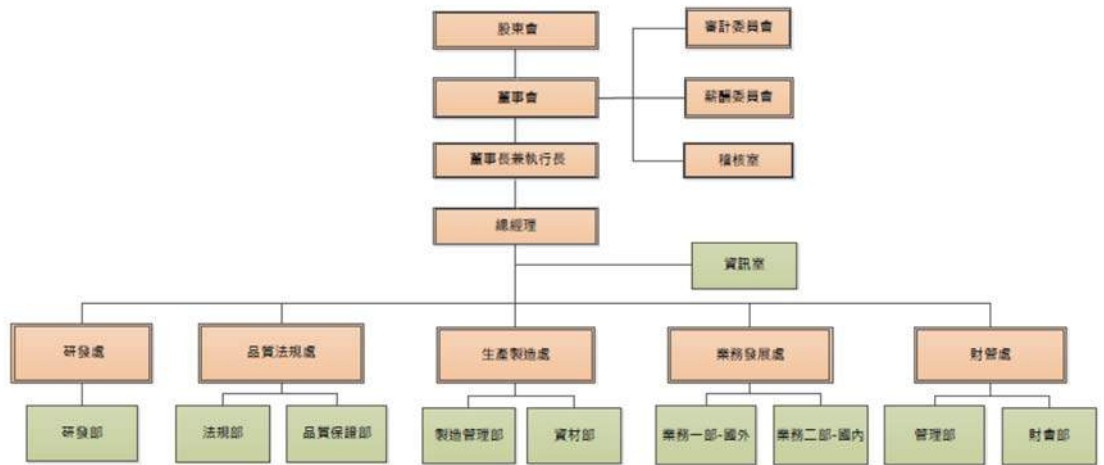 股東會
審計委員會
董事會
薪酬委員會
董事長兼執行長
稽核室
總經理
資訊室
研發處
品質法規處
生產製造處
業務發展處
財管處
研發部
法規部
品質保證部
製造管理部
資材部
業務一部-國外
業務二部-國內
管理部
財會部